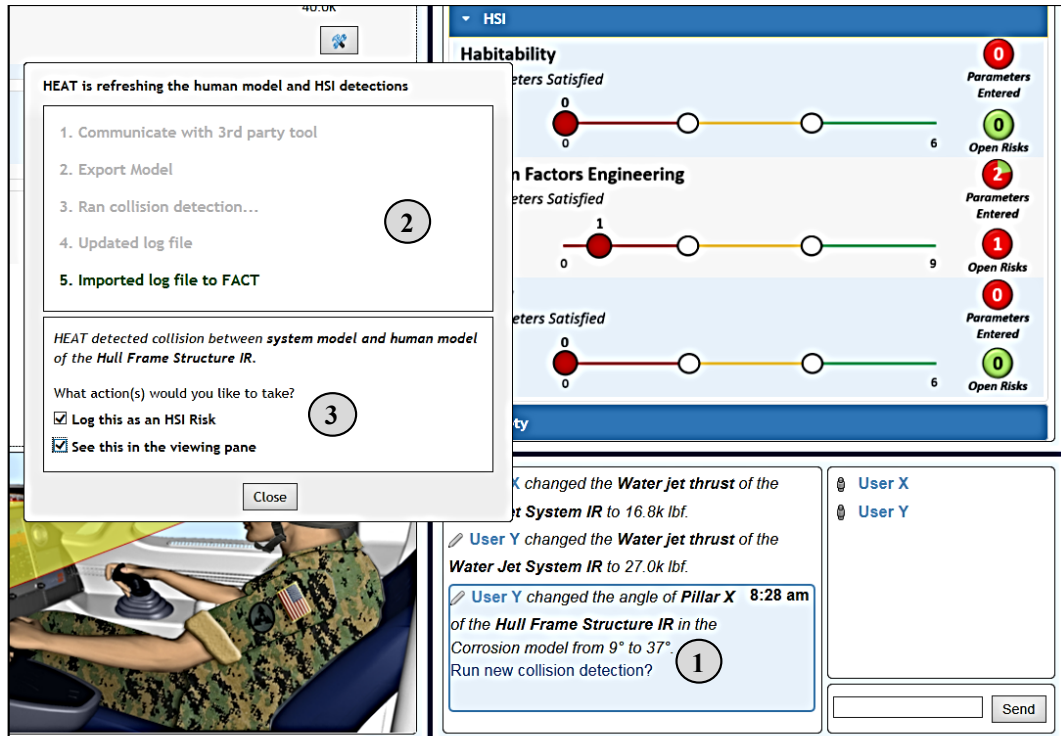 HEAT is refreshing the human model and HSI detections
1. Communicate with 3rd party tool
2. Export Model
3. Ran collision detection...
4. Updated log file
5. Imported log file to FACT
2
HEAT detected collision between system model and human model
of the Hull Frame Structure IR.
What action(s) would you like to take?
Log this as an HSI Risk
See this in the viewing pane
3
Close
HSI
Habitability
eters Satisfied
0
0
6
0
Parameters
Entered
0
Open Risks
n Factors Engineering
eters Satisfied
1
0
9
2
Parameters
Entered
1
Open Risks
eters Satisfied
0
0
6
0
Parameters
Entered
0
Open Risks
ty
X changed the Water jet thrust of the
t System IR to 16.8k lbf.
User Y changed the Water jet thrust of the
Water Jet System IR to 27.0k lbf.
User Y changed the angle of Pillar X 8:28 am
of the Hull Frame Structure IR in the
Corrosion model from 9° to 37°.
Run new collision detection?
1
User X
User Y
Send